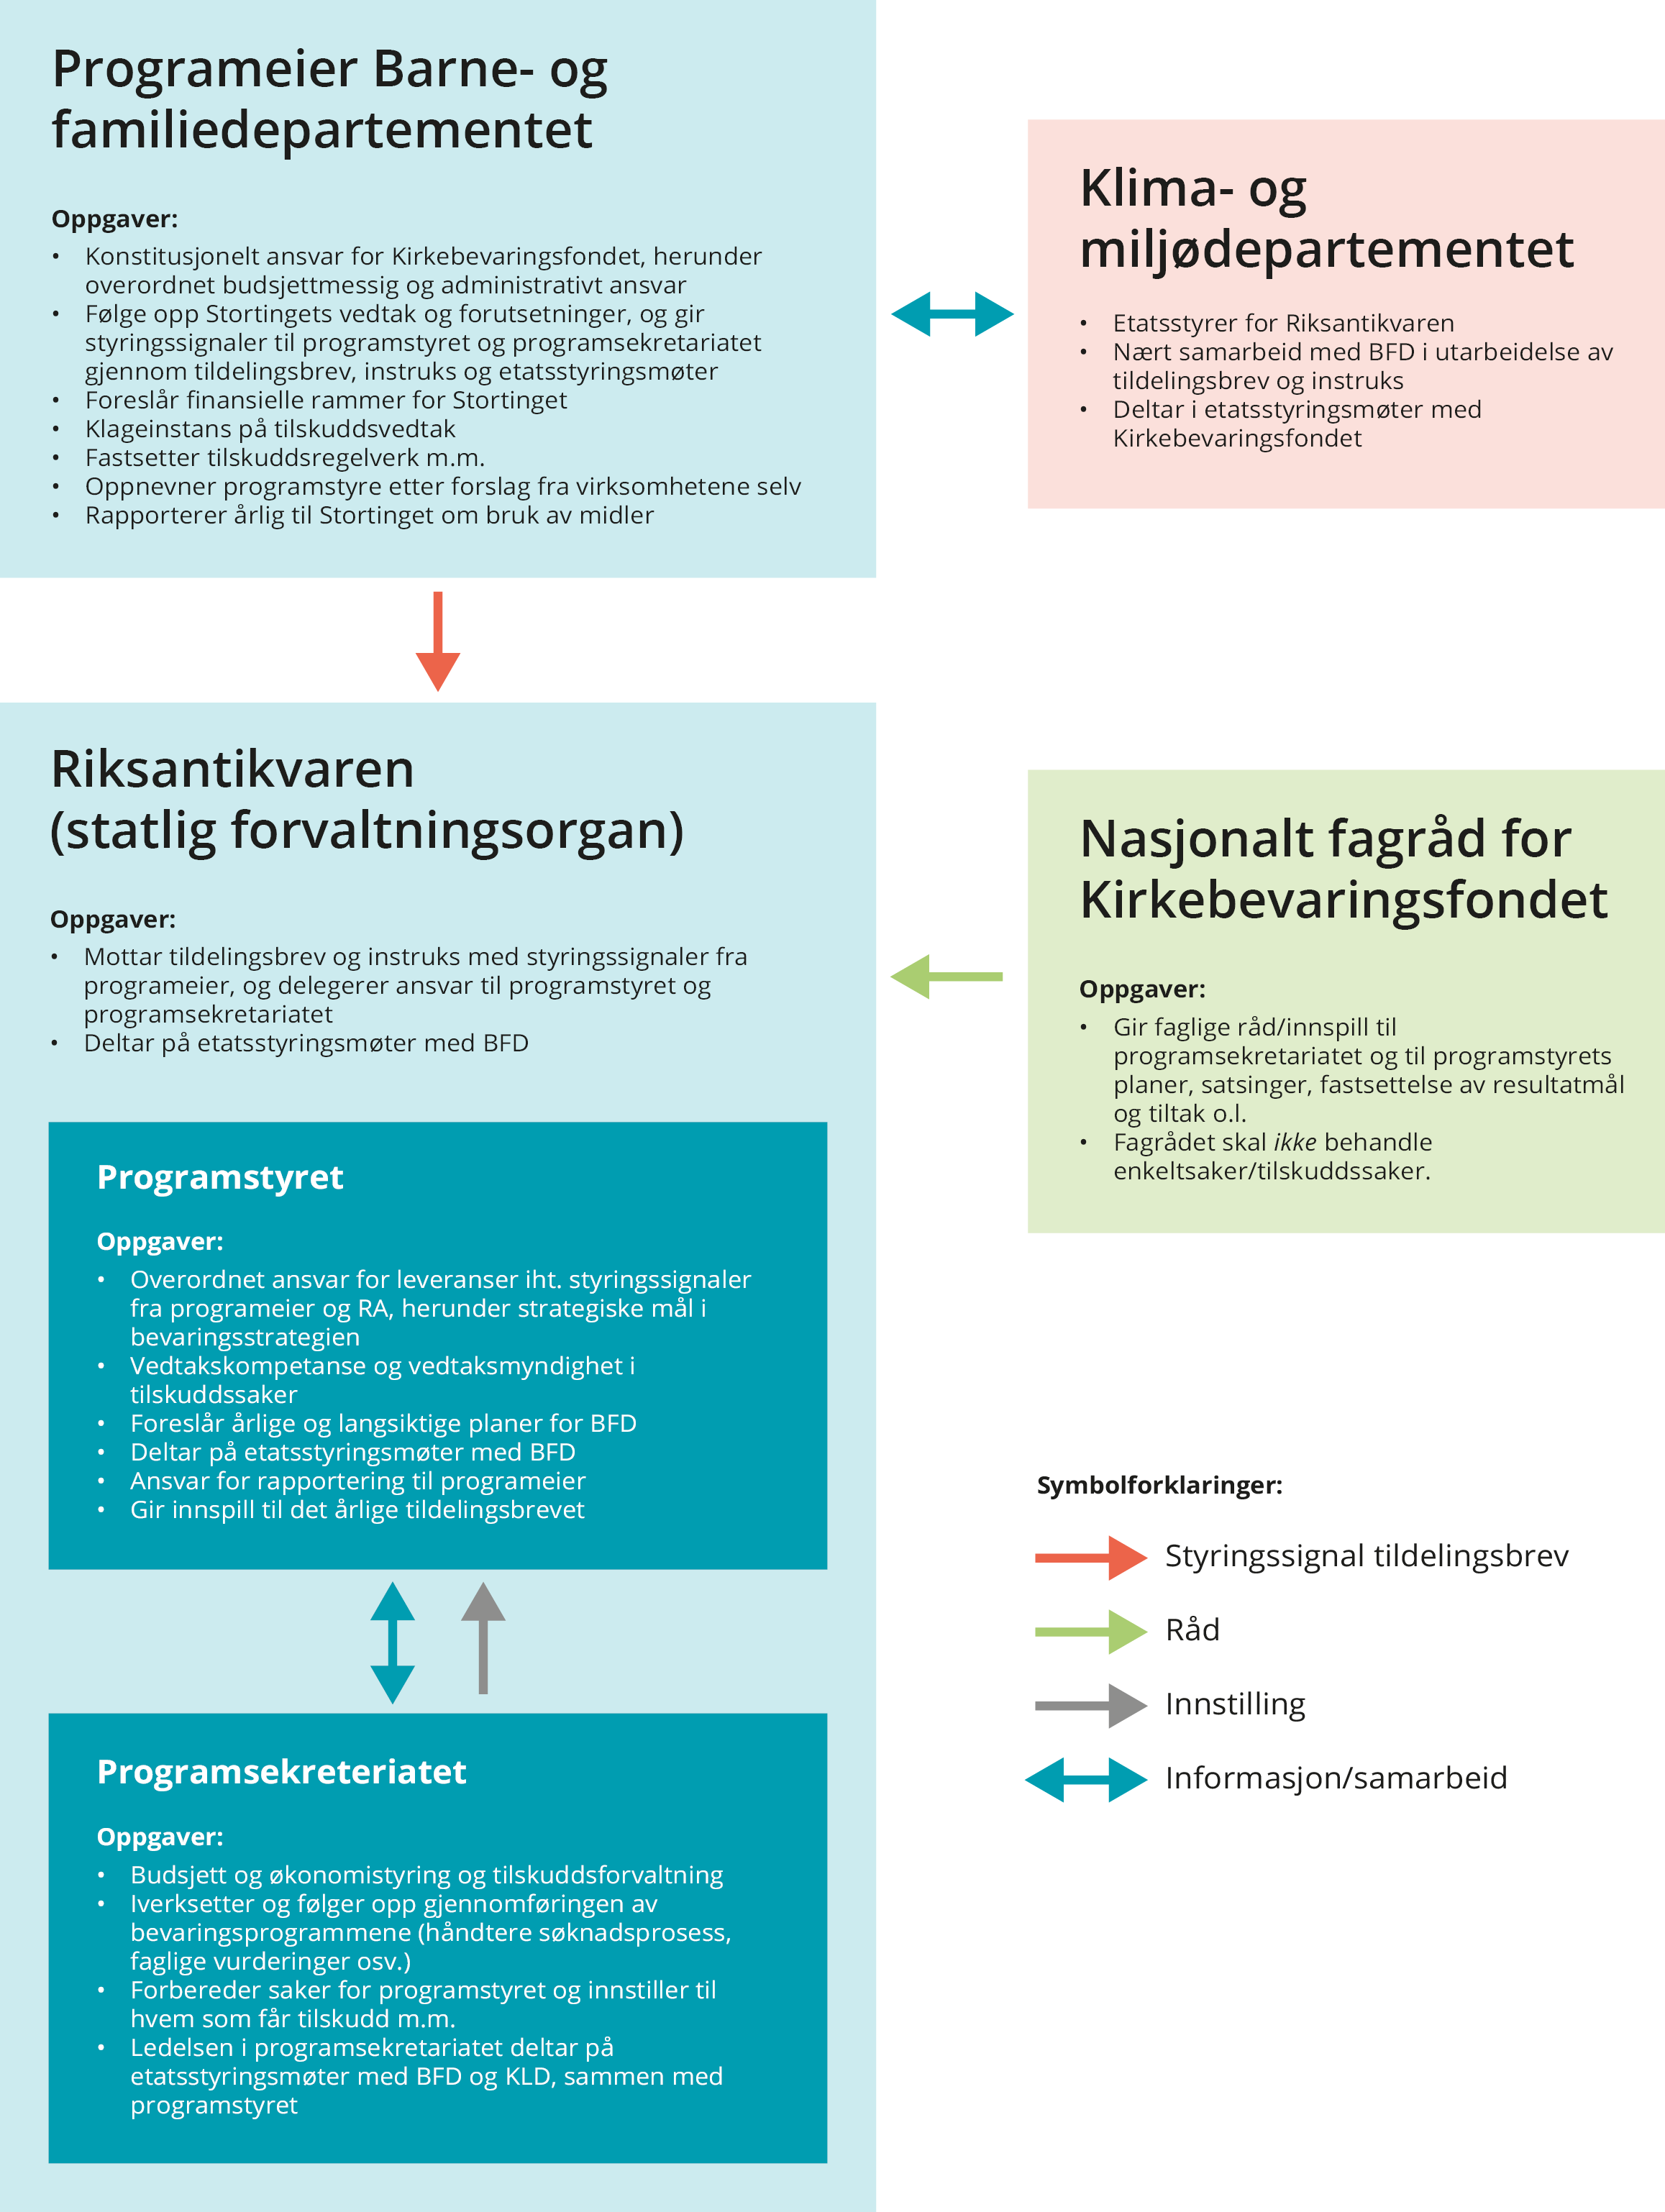 Programeier Barne- og
familiedepartementet
Oppgaver:
• Konstitusjonelt ansvar for Kirkebevaringsfondet, herunder
overordnet budsjettmessig og administrativt ansvar
• Følge opp Stortingets vedtak og forutsetninger, og gir
styringssignaler til programstyret og programsekretariatet
gjennom tildelingsbrev, instruks og etatsstyringsmøter
• Foreslår finansielle rammer for Stortinget
• Klageinstans på tilskuddsvedtak
• Fastsetter tilskuddsregelverk m.m.
• Oppnevner programstyre etter forslag fra virksomhetene selv
• Rapporterer årlig til Stortinget om bruk av midler
Klima- og
miljødepartementet
• Etatsstyrer for Riksantikvaren
• Nært samarbeid med BFD i utarbeidelse av
tildelingsbrev og instruks
• Deltar i etatsstyringsmøter med
Kirkebevaringsfondet
Riksantikvaren
(statlig forvaltningsorgan)
Oppgaver:
• Mottar tildelingsbrev og instruks med styringssignaler fra
programeier, og delegerer ansvar til programstyret og
programsekretariatet
• Deltar på etatsstyringsmøter med BFD
Nasjonalt fagråd for
Kirkebevaringsfondet
Oppgaver:
• Gir faglige råd/innspill til
programsekretariatet og til programstyrets
planer, satsinger, fastsettelse av resultatmål
og tiltak o.l.
• Fagrådet skal ikke behandle
enkeltsaker/tilskuddssaker.
Programstyret
Oppgaver:
• Overordnet ansvar for leveranser iht. styringssignaler
fra programeier og RA, herunder strategiske mål i
bevaringsstrategien
• Vedtakskompetanse og vedtaksmyndighet i
tilskuddssaker
• Foreslår årlige og langsiktige planer for BFD
• Deltar på etatsstyringsmøter med BFD
• Ansvar for rapportering til programeier
• Gir innspill til det årlige tildelingsbrevet
Programsekreteriatet
Oppgaver:
• Budsjett og økonomistyring og tilskuddsforvaltning
• Iverksetter og følger opp gjennomføringen av
bevaringsprogrammene (håndtere søknadsprosess,
faglige vurderinger osv.)
• Forbereder saker for programstyret og innstiller til
hvem som får tilskudd m.m.
• Ledelsen i programsekretariatet deltar på
etatsstyringsmøter med BFD og KLD, sammen med
programstyret
Symbolforklaringer:
Styringssignal tildelingsbrev
Råd
Innstilling
Informasjon/samarbeid